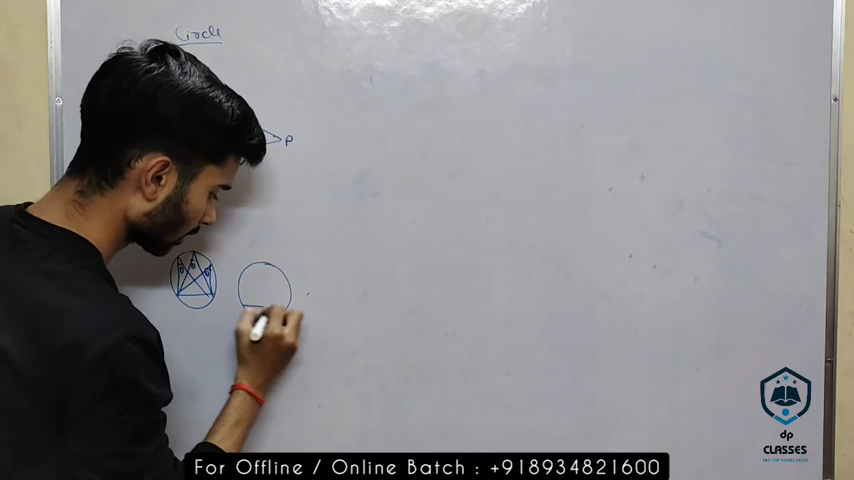 Circle
P
θ θ θ
dp
CLASSES
For Offline / Online Batch : +918934821600